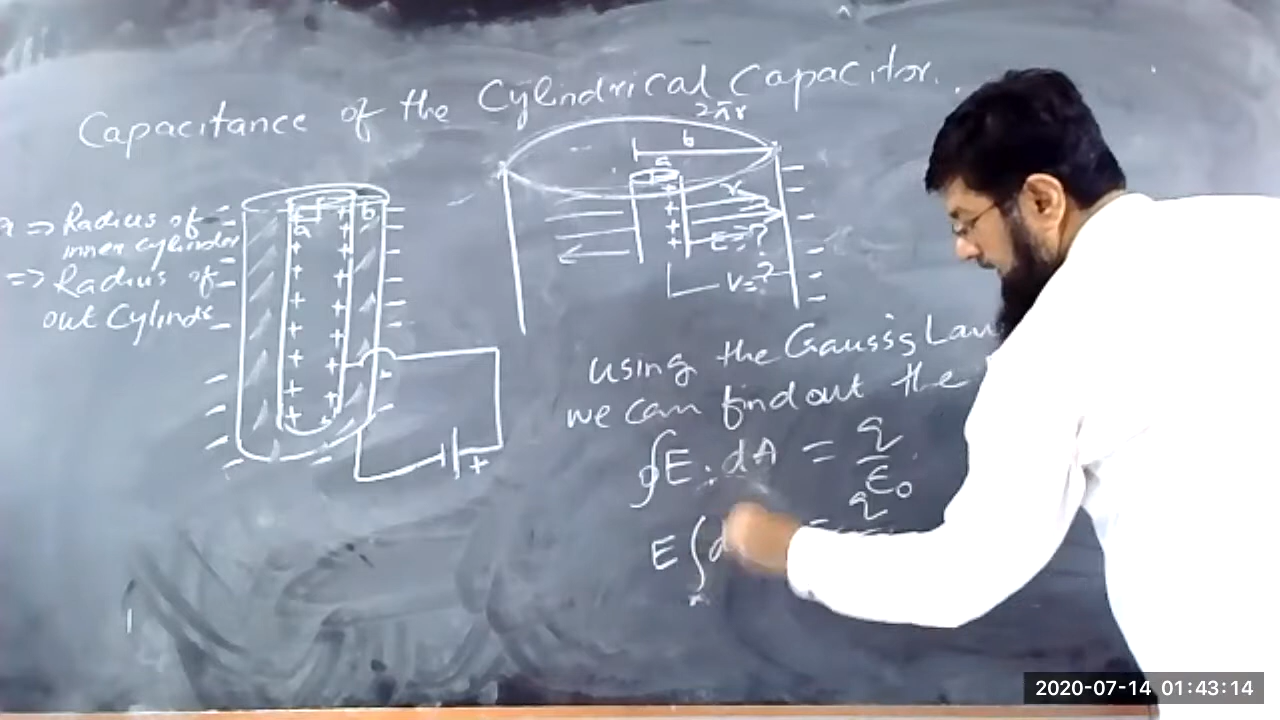 Capacitance of the Cylindrical Capacitor.
2πr
b
a
r
E = ?
V = ?
a b
a => Radius of
inner cylinder
=> Radius of
out Cylindr
+
using the Gauss's Law
we can find out the
∮E . dA = q/ε0
E ∫ d = q
2020-07-14 01:43:14